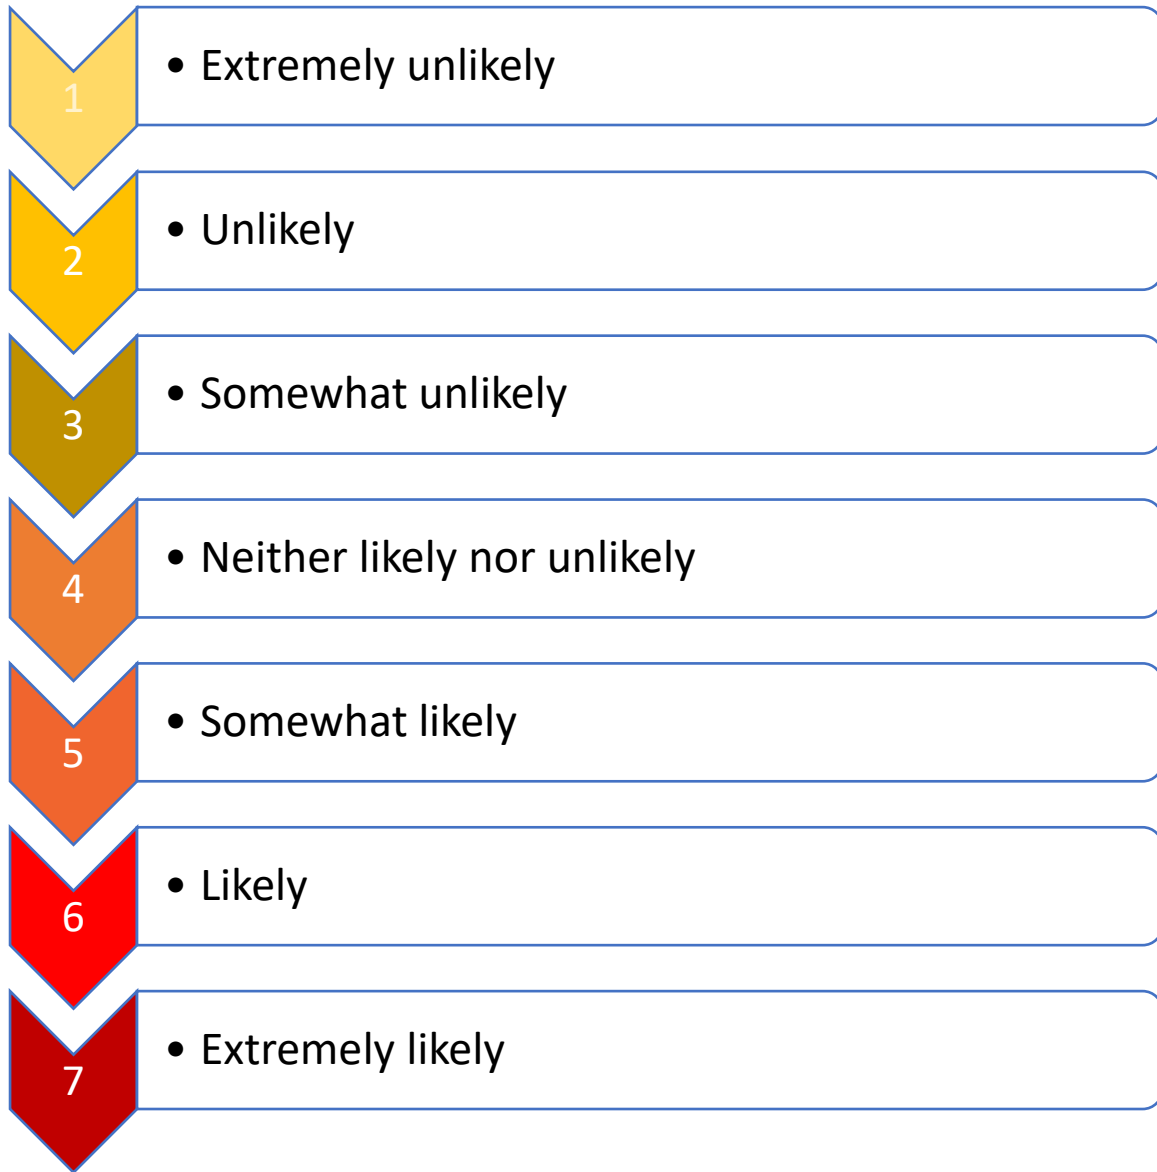 1 • Extremely unlikely
2 • Unlikely
3 • Somewhat unlikely
4 • Neither likely nor unlikely
5 • Somewhat likely
6 • Likely
7 • Extremely likely